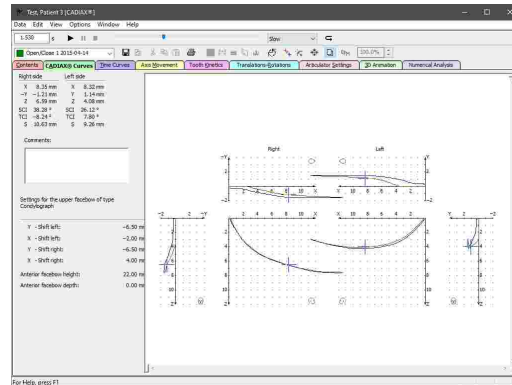 Test, Patient 3 [CADIAX®]
Data Edit View Options Window Help
1.530 s Slow
Open/Close 1 2015-04-14 100.0%
Contents CADIAX® Curves Time Curves Axis Movement Tooth Kinetics Translations-Rotations Articulator Settings 3D Animation Numerical Analysis
Right side Left side
X 8.35 mm X 8.32 mm
-Y -1.21 mm Y 1.14 mm
Z 6.59 mm Z 4.08 mm
SCI 38.28 ° SCI 26.12 °
TCI -8.24 ° TCI 7.80 °
S 10.63 mm S 9.26 mm
Comments:
Settings for the upper facebow of type
Condylograph
Y - Shift left: -6.50 m
X - Shift left: -2.00 m
Y - Shift right: -6.50 m
X - Shift right: 4.00 m
Anterior facebow height: 22.00 m
Anterior facebow depth: 0.00 m
Right Left
For Help, press F1